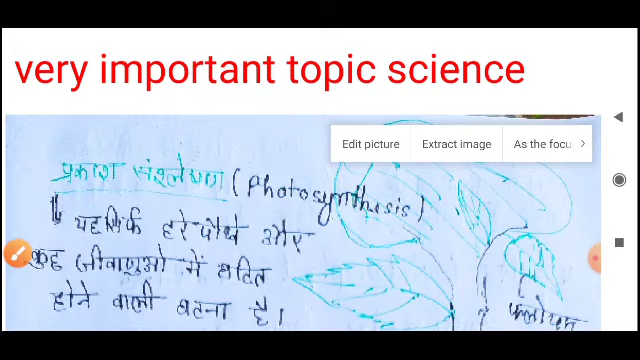 very important topic science
Edit picture Extract image As the focu
प्रकाश संश्लेषण (Photosynthesis)
यह सिर्फ हरे पौधे और
कुछ जीवाणुओ में घटित
होने वाली घटना है।